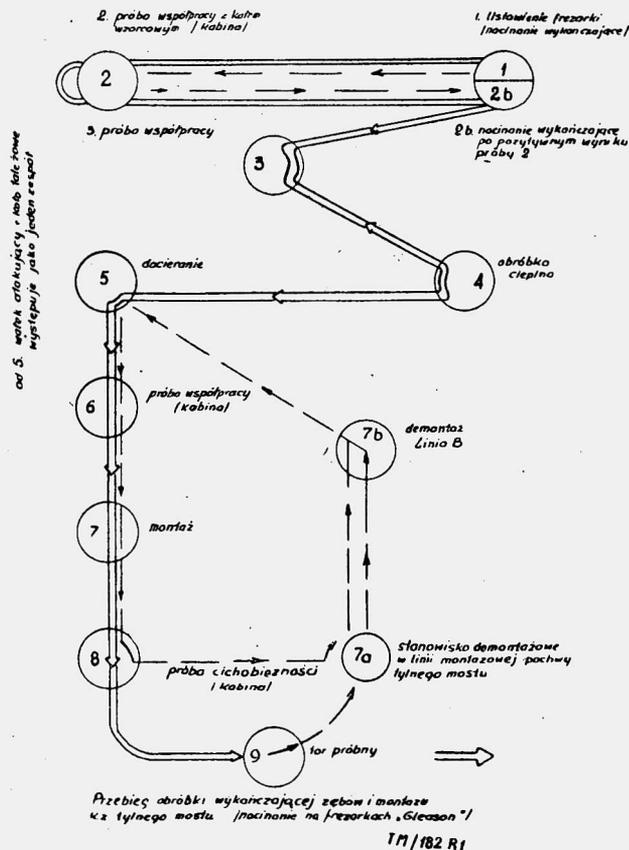 2. próba współpracy z kołem
wzorcowym /kabina/
1. Ustawienie frezarki
/nacinanie wykańczające/
2
1
2b
3. próba współpracy
2b. nacinanie wykańczające
po pozytywnym wyniku
próby 2
3
od 5. wałek atakujący + koło talerzowe
występuje jako jeden zespół
4
obróbka
cieplna
5
docieranie
6
próba współpracy
/kabina/
7b
demontaż
Linia B
7
montaż
8
próba cichobieżności
/kabina/
7a
stanowisko demontażowe
w linii montażowej pochwy
tylnego mostu
9
tor próbny
Przebieg obróbki wykańczającej zębów i montażu
k.z tylnego mostu /nacinanie na frezarkach „Gleason"/
TM/182 R1